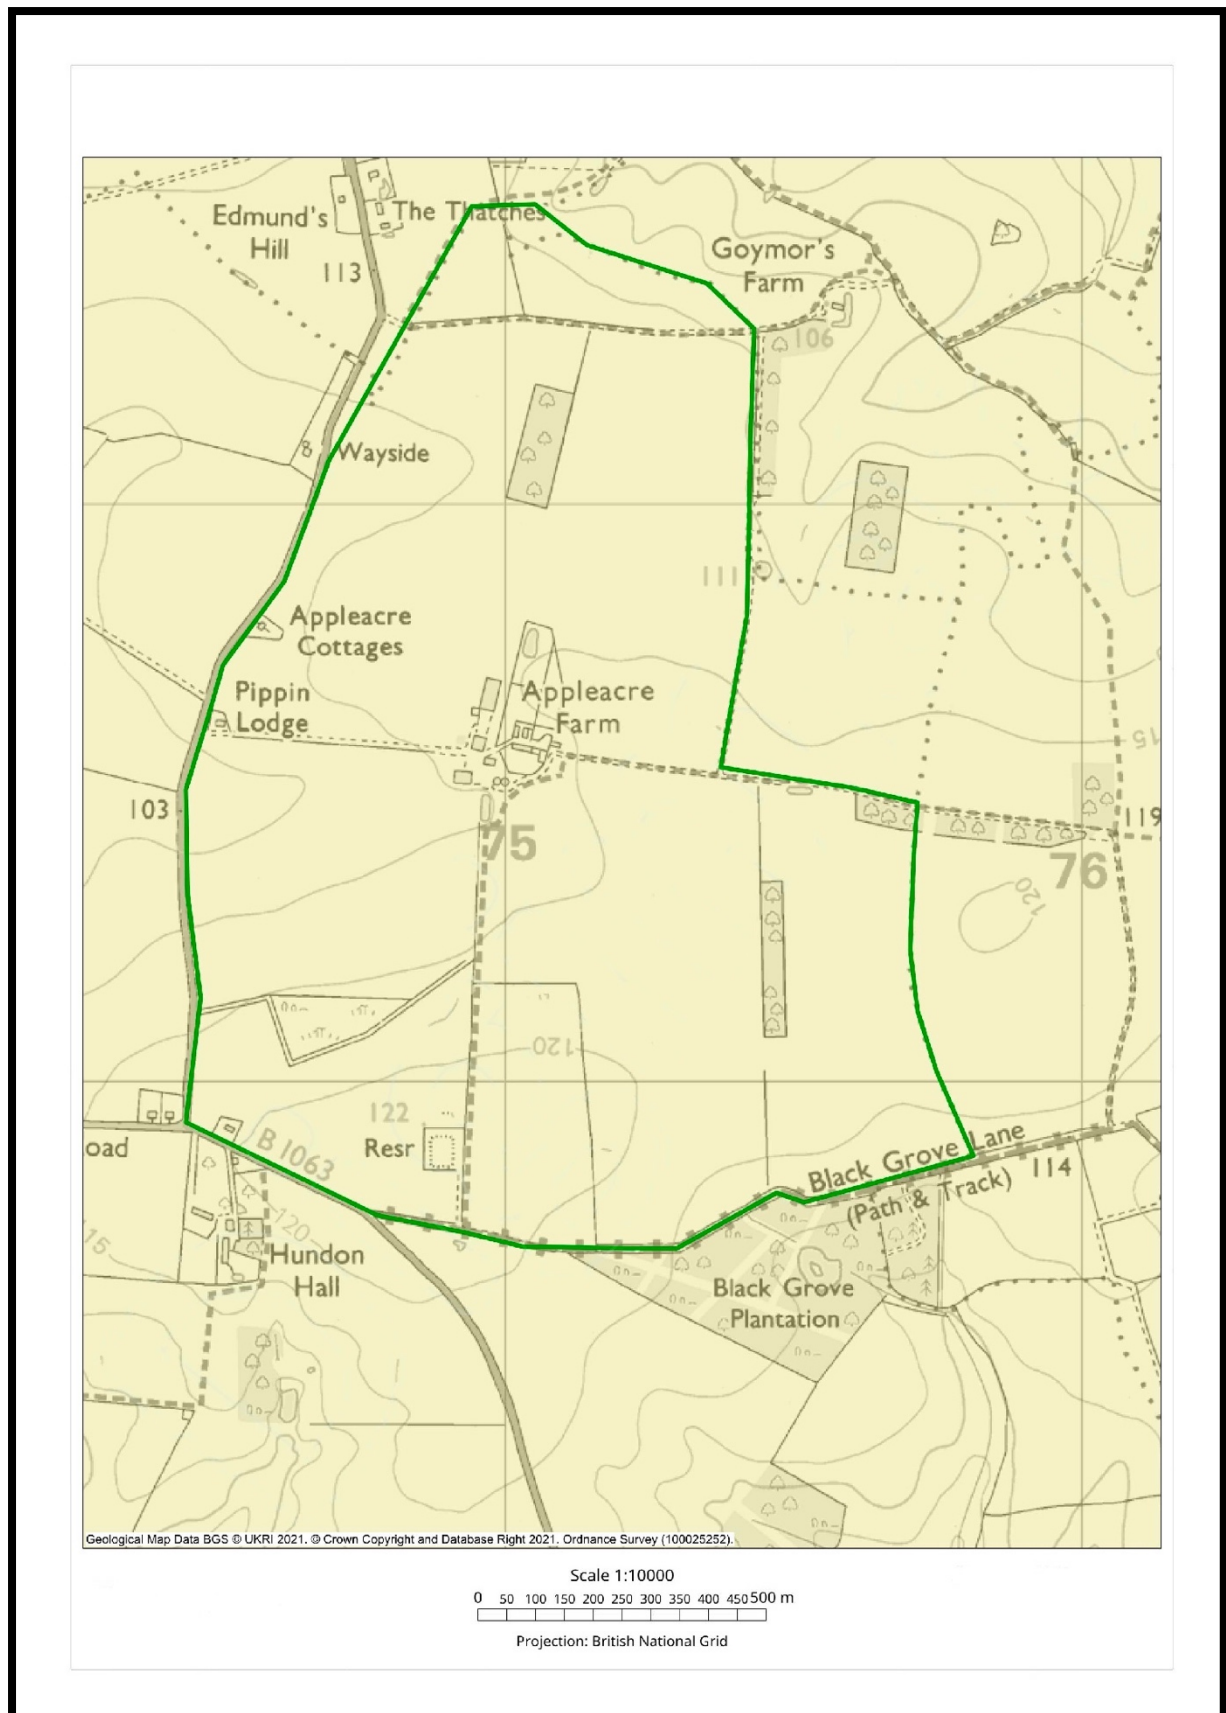 Edmund's
Hill
The Thatches
113
Goymor's
Farm
106
Wayside
111
Appleacre
Cottages
Pippin
Lodge
Appleacre
Farm
115
103
75
119
76
120
120
122
Resr
oad
B 1063
Black Grove Lane
(Path & Track)
114
115
120
Hundon
Hall
Black Grove
Plantation
Geological Map Data BGS © UKRI 2021. © Crown Copyright and Database Right 2021. Ordnance Survey (100025252).
Scale 1:10000
0 50 100 150 200 250 300 350 400 450 500 m
Projection: British National Grid